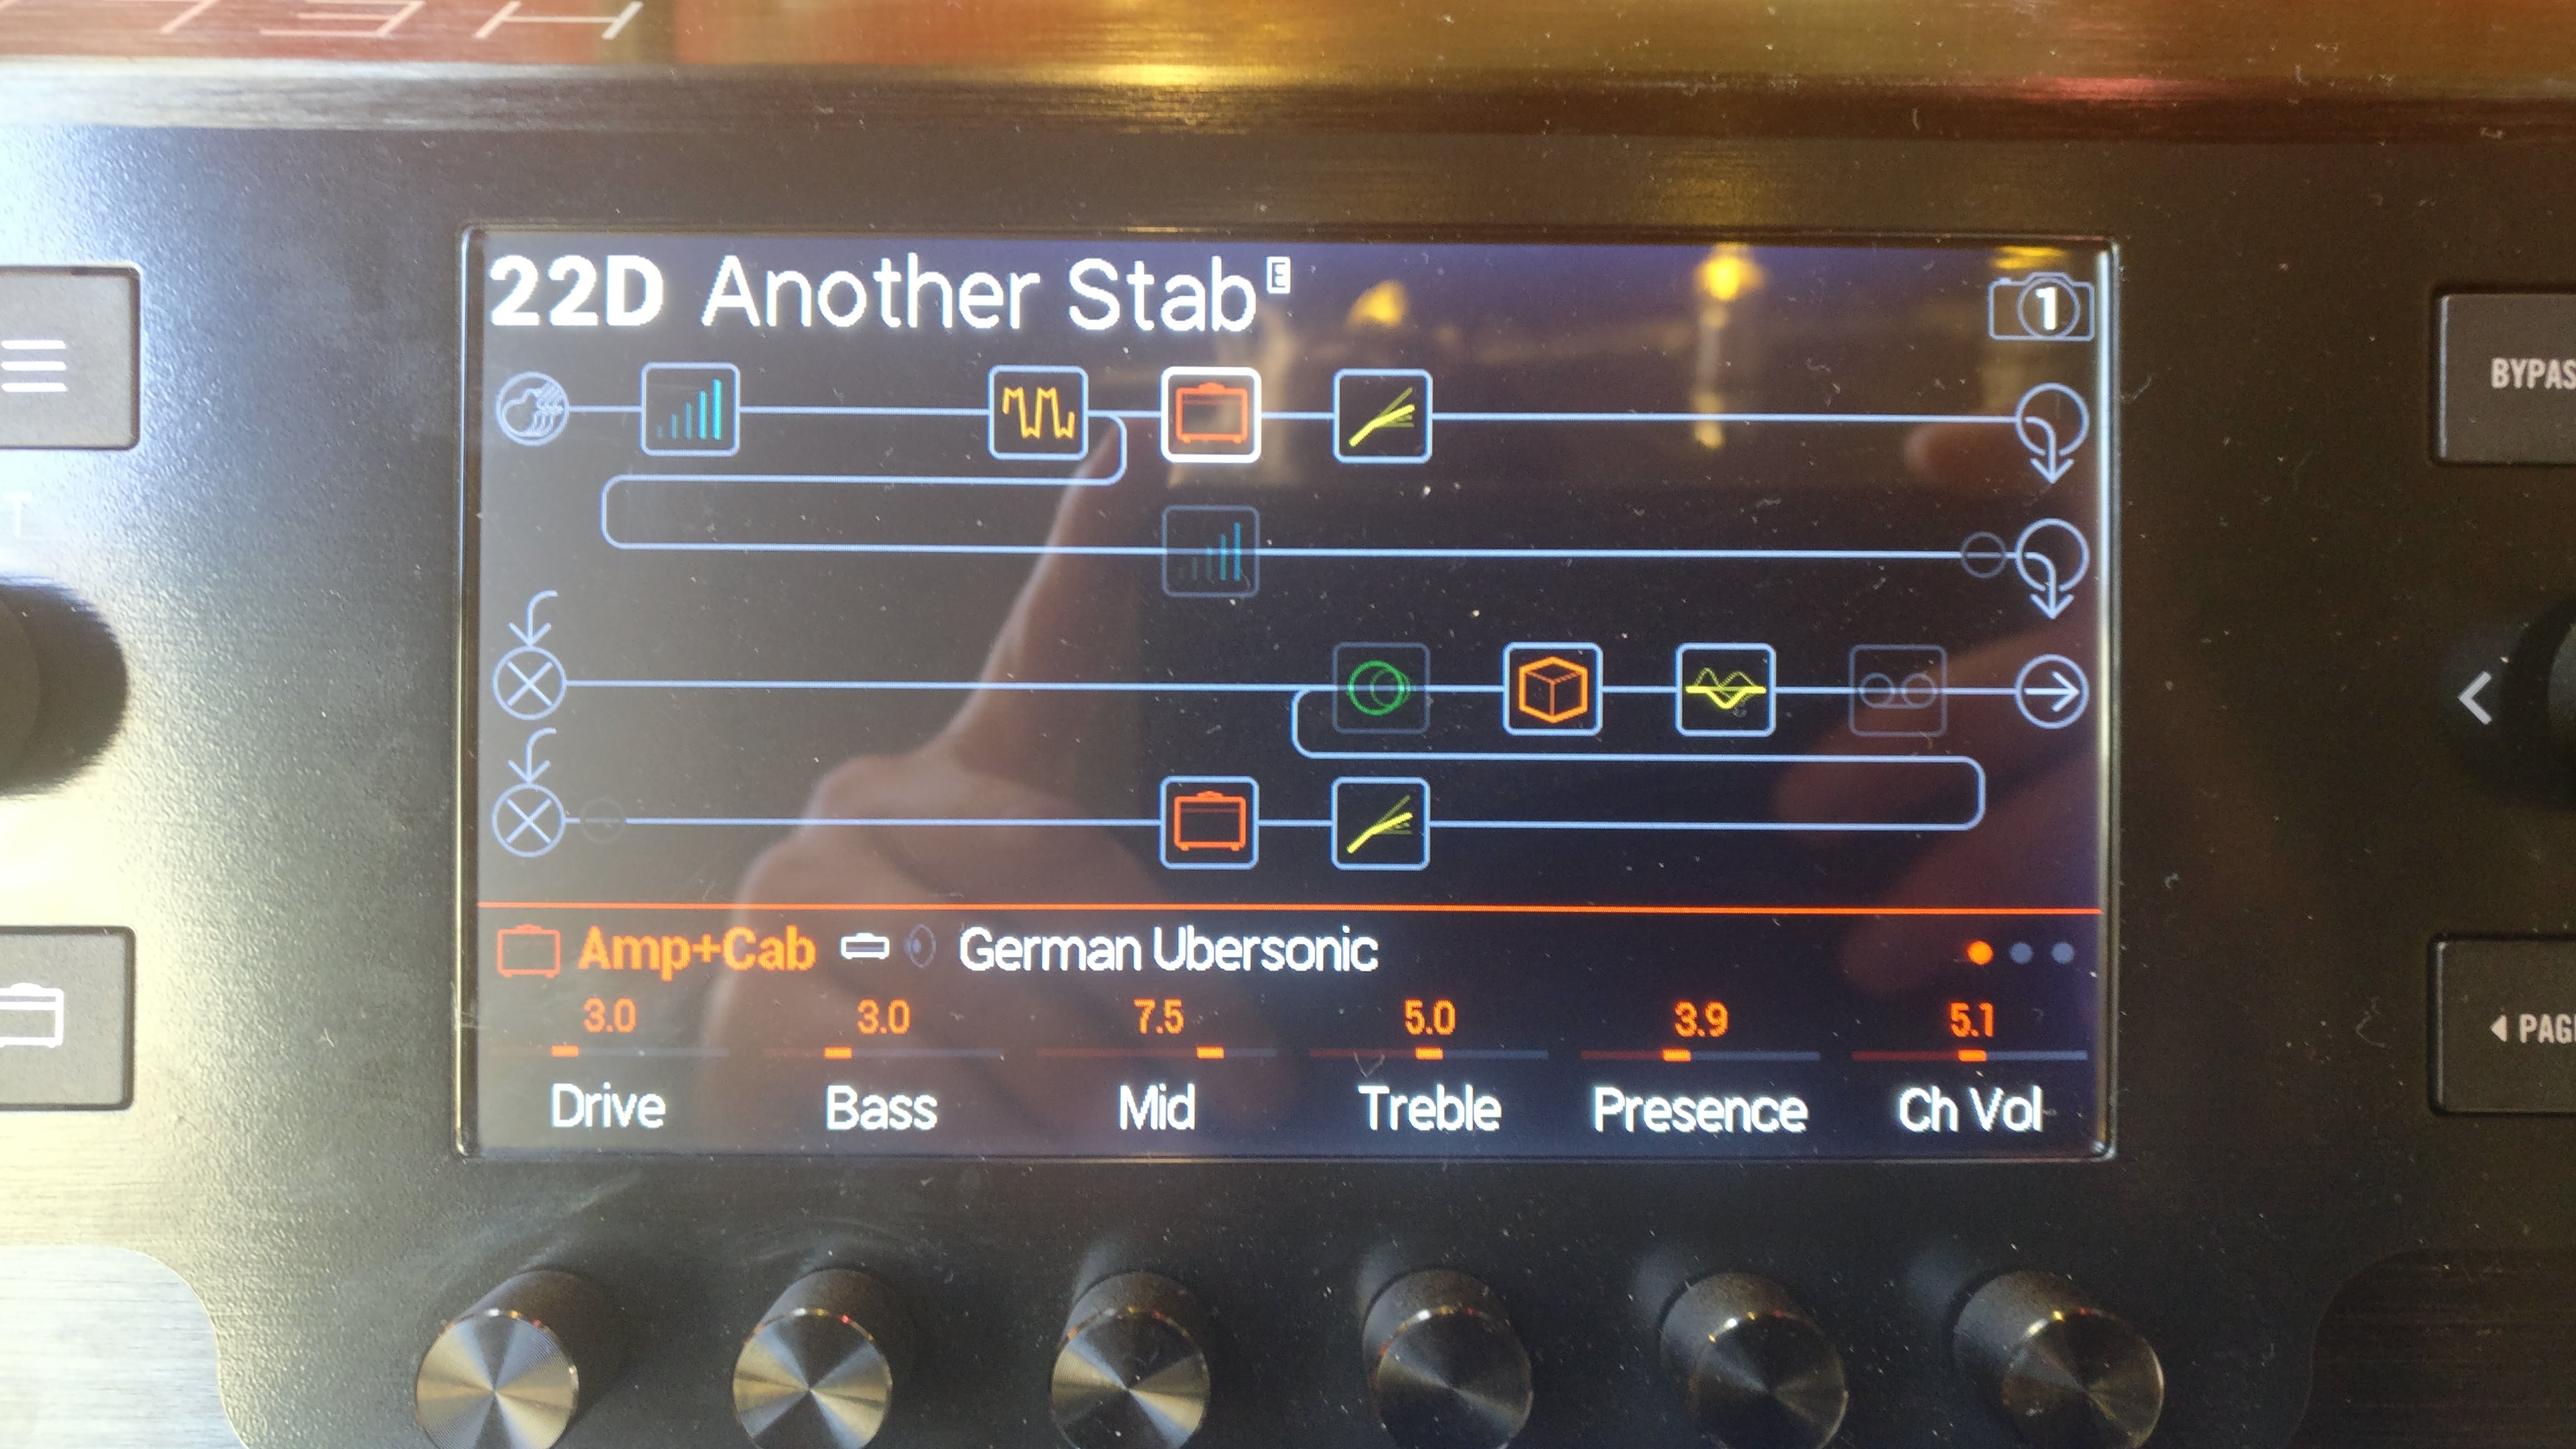 HELI
22D Another Stab E
1
BYPAS
Amp+Cab German Ubersonic
3.0 3.0 7.5 5.0 3.9 5.1
Drive Bass Mid Treble Presence Ch Vol
PAG